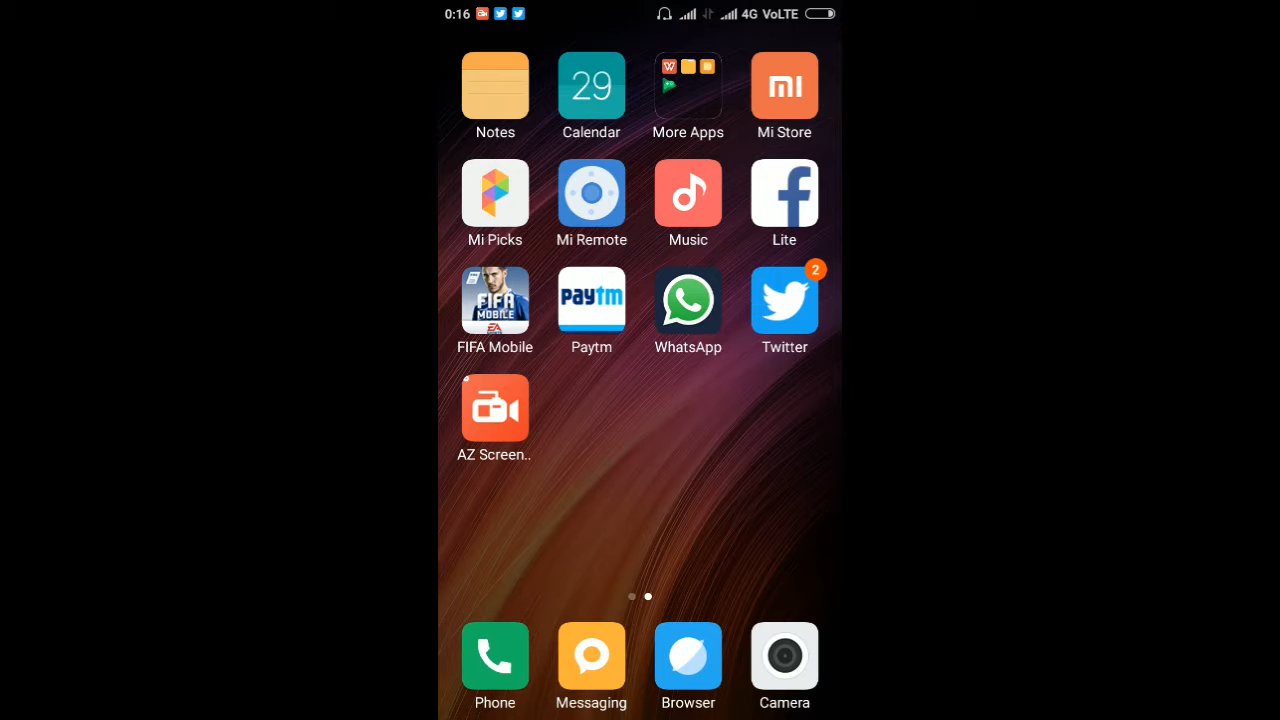 0:16 4G VoLTE
29
Notes Calendar More Apps Mi Store
Mi Picks Mi Remote Music Lite
FIFA MOBILE EA paytm 2
FIFA Mobile Paytm WhatsApp Twitter
AZ Screen..
Phone Messaging Browser Camera